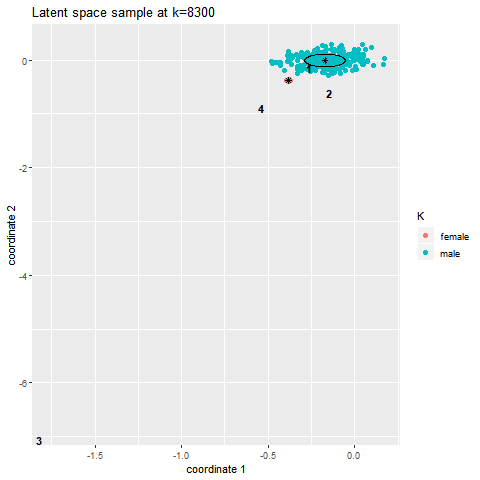 Latent space sample at k=8300
0
1
2
4
-2
-4
-6
3
coordinate 2
-1.5
-1.0
-0.5
0.0
coordinate 1
K
female
male